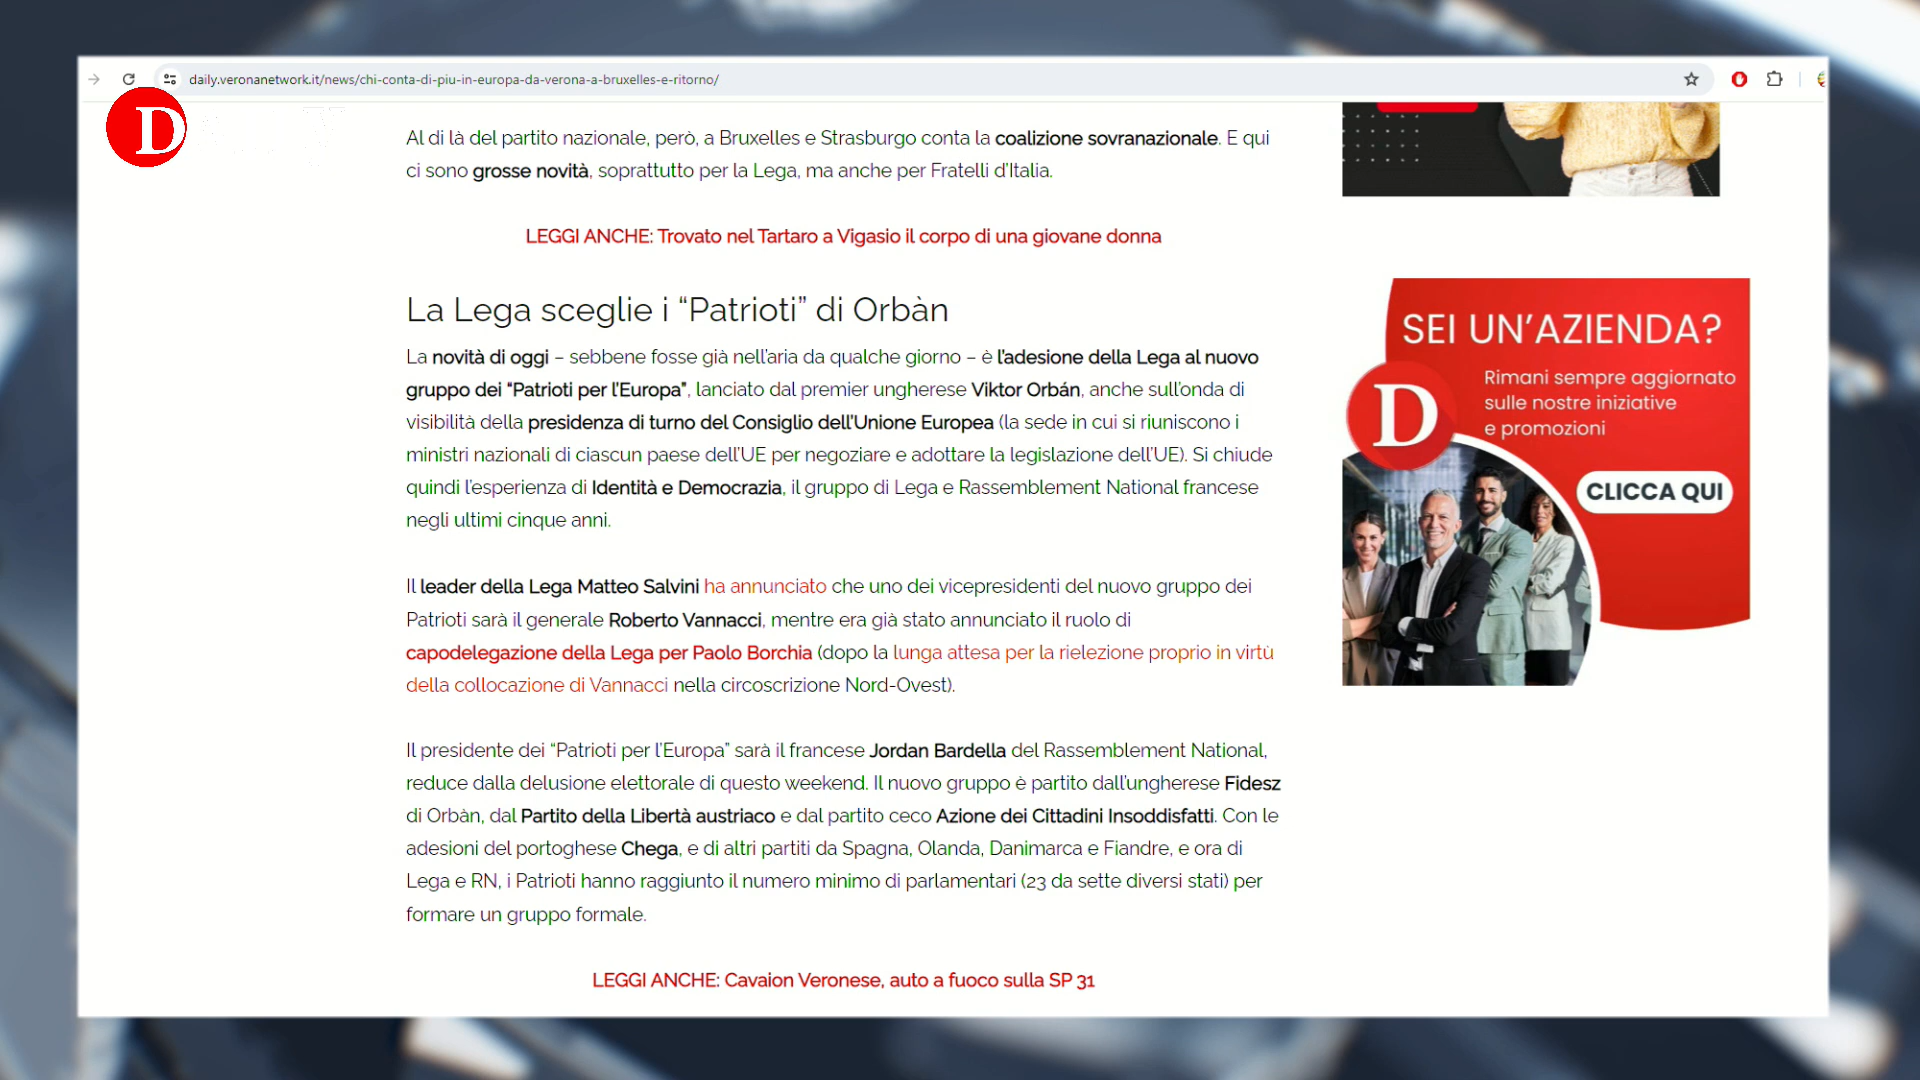 daily.veronanetwork.it/news/chi-conta-di-piu-in-europa-da-verona-a-bruxelles-e-ritorno/
D
Al di là del partito nazionale, però, a Bruxelles e Strasburgo conta la coalizione sovranazionale. E qui
ci sono grosse novità, soprattutto per la Lega, ma anche per Fratelli d'Italia.
LEGGI ANCHE: Trovato nel Tartaro a Vigasio il corpo di una giovane donna
La Lega sceglie i “Patrioti” di Orbàn
La novità di oggi – sebbene fosse già nell'aria da qualche giorno – è l'adesione della Lega al nuovo
gruppo dei “Patrioti per l'Europa”, lanciato dal premier ungherese Viktor Orbán, anche sull'onda di
visibilità della presidenza di turno del Consiglio dell'Unione Europea (la sede in cui si riuniscono i
ministri nazionali di ciascun paese dell'UE per negoziare e adottare la legislazione dell'UE). Si chiude
quindi l'esperienza di Identità e Democrazia, il gruppo di Lega e Rassemblement National francese
negli ultimi cinque anni.
Il leader della Lega Matteo Salvini ha annunciato che uno dei vicepresidenti del nuovo gruppo dei
Patrioti sarà il generale Roberto Vannacci, mentre era già stato annunciato il ruolo di
capodelegazione della Lega per Paolo Borchia (dopo la lunga attesa per la rielezione proprio in virtù
della collocazione di Vannacci nella circoscrizione Nord-Ovest).
Il presidente dei “Patrioti per l'Europa” sarà il francese Jordan Bardella del Rassemblement National,
reduce dalla delusione elettorale di questo weekend. Il nuovo gruppo è partito dall'ungherese Fidesz
di Orbàn, dal Partito della Libertà austriaco e dal partito ceco Azione dei Cittadini Insoddisfatti. Con le
adesioni del portoghese Chega, e di altri partiti da Spagna, Olanda, Danimarca e Fiandre, e ora di
Lega e RN, i Patrioti hanno raggiunto il numero minimo di parlamentari (23 da sette diversi stati) per
formare un gruppo formale.
LEGGI ANCHE: Cavaion Veronese, auto a fuoco sulla SP 31
SEI UN'AZIENDA?
Rimani sempre aggiornato
sulle nostre iniziative
e promozioni
D
CLICCA QUI